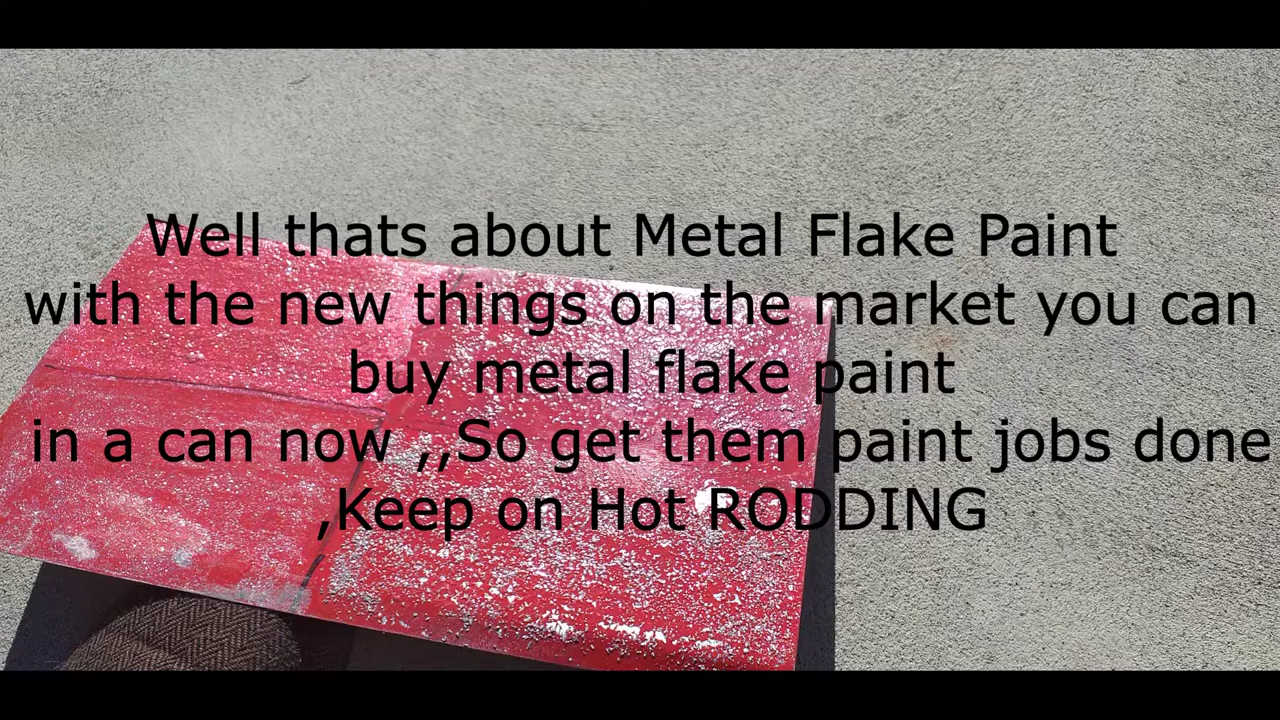 Well thats about Metal Flake Paint
with the new things on the market you can
buy metal flake paint
in a can now ,,So get them paint jobs done
,Keep on Hot RODDING